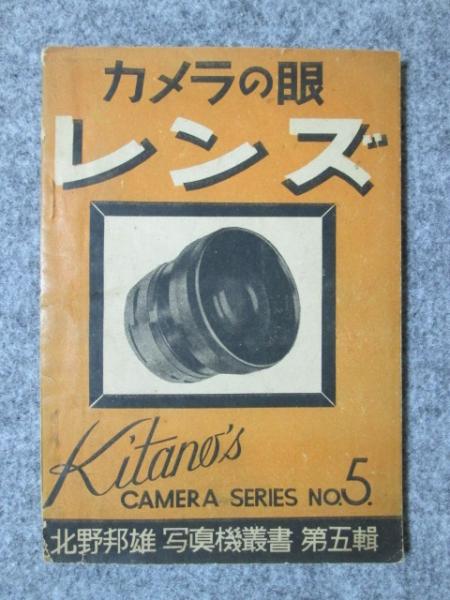 カメラの眼
レンズ
Kitano's
CAMERA SERIES NO.5.
北野邦雄 写真機叢書 第五輯